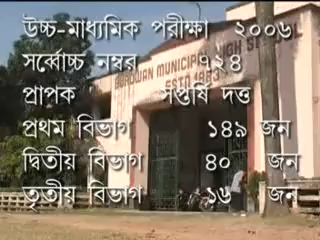 উচ্চ-মাধ্যমিক পরীক্ষা ২০০৬
সর্ব্বোচ্চ নম্বর ৭২৪
BURDWAN MUNICIPAL HIGH SCHOOL
ESTD 1883
প্রাপক সপ্তর্ষি দত্ত
প্রথম বিভাগ ১৪৯ জন
দ্বিতীয় বিভাগ ৪০ জন
তৃতীয় বিভাগ ১৬ জন